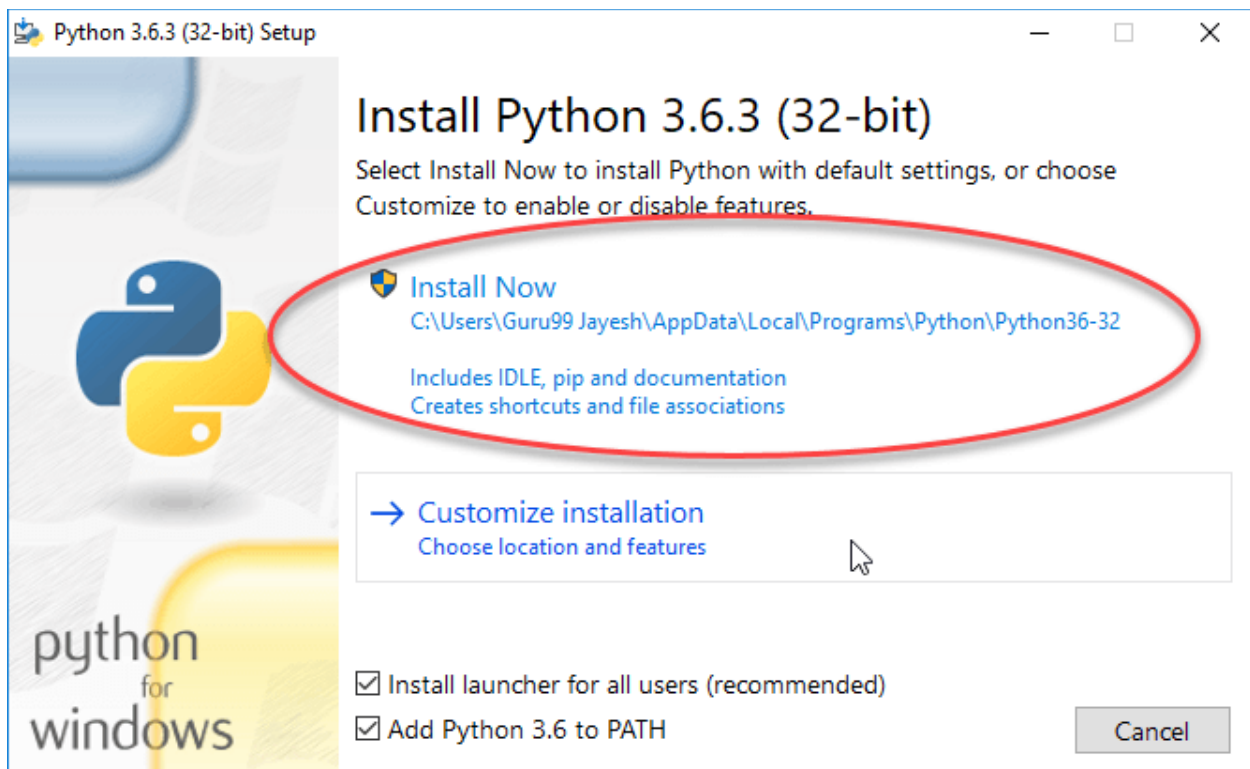 Python 3.6.3 (32-bit) Setup
Install Python 3.6.3 (32-bit)
Select Install Now to install Python with default settings, or choose
Customize to enable or disable features.
Install Now
C:\Users\Guru99 Jayesh\AppData\Local\Programs\Python\Python36-32
Includes IDLE, pip and documentation
Creates shortcuts and file associations
Customize installation
Choose location and features
python
for
windows
Install launcher for all users (recommended)
Add Python 3.6 to PATH
Cancel